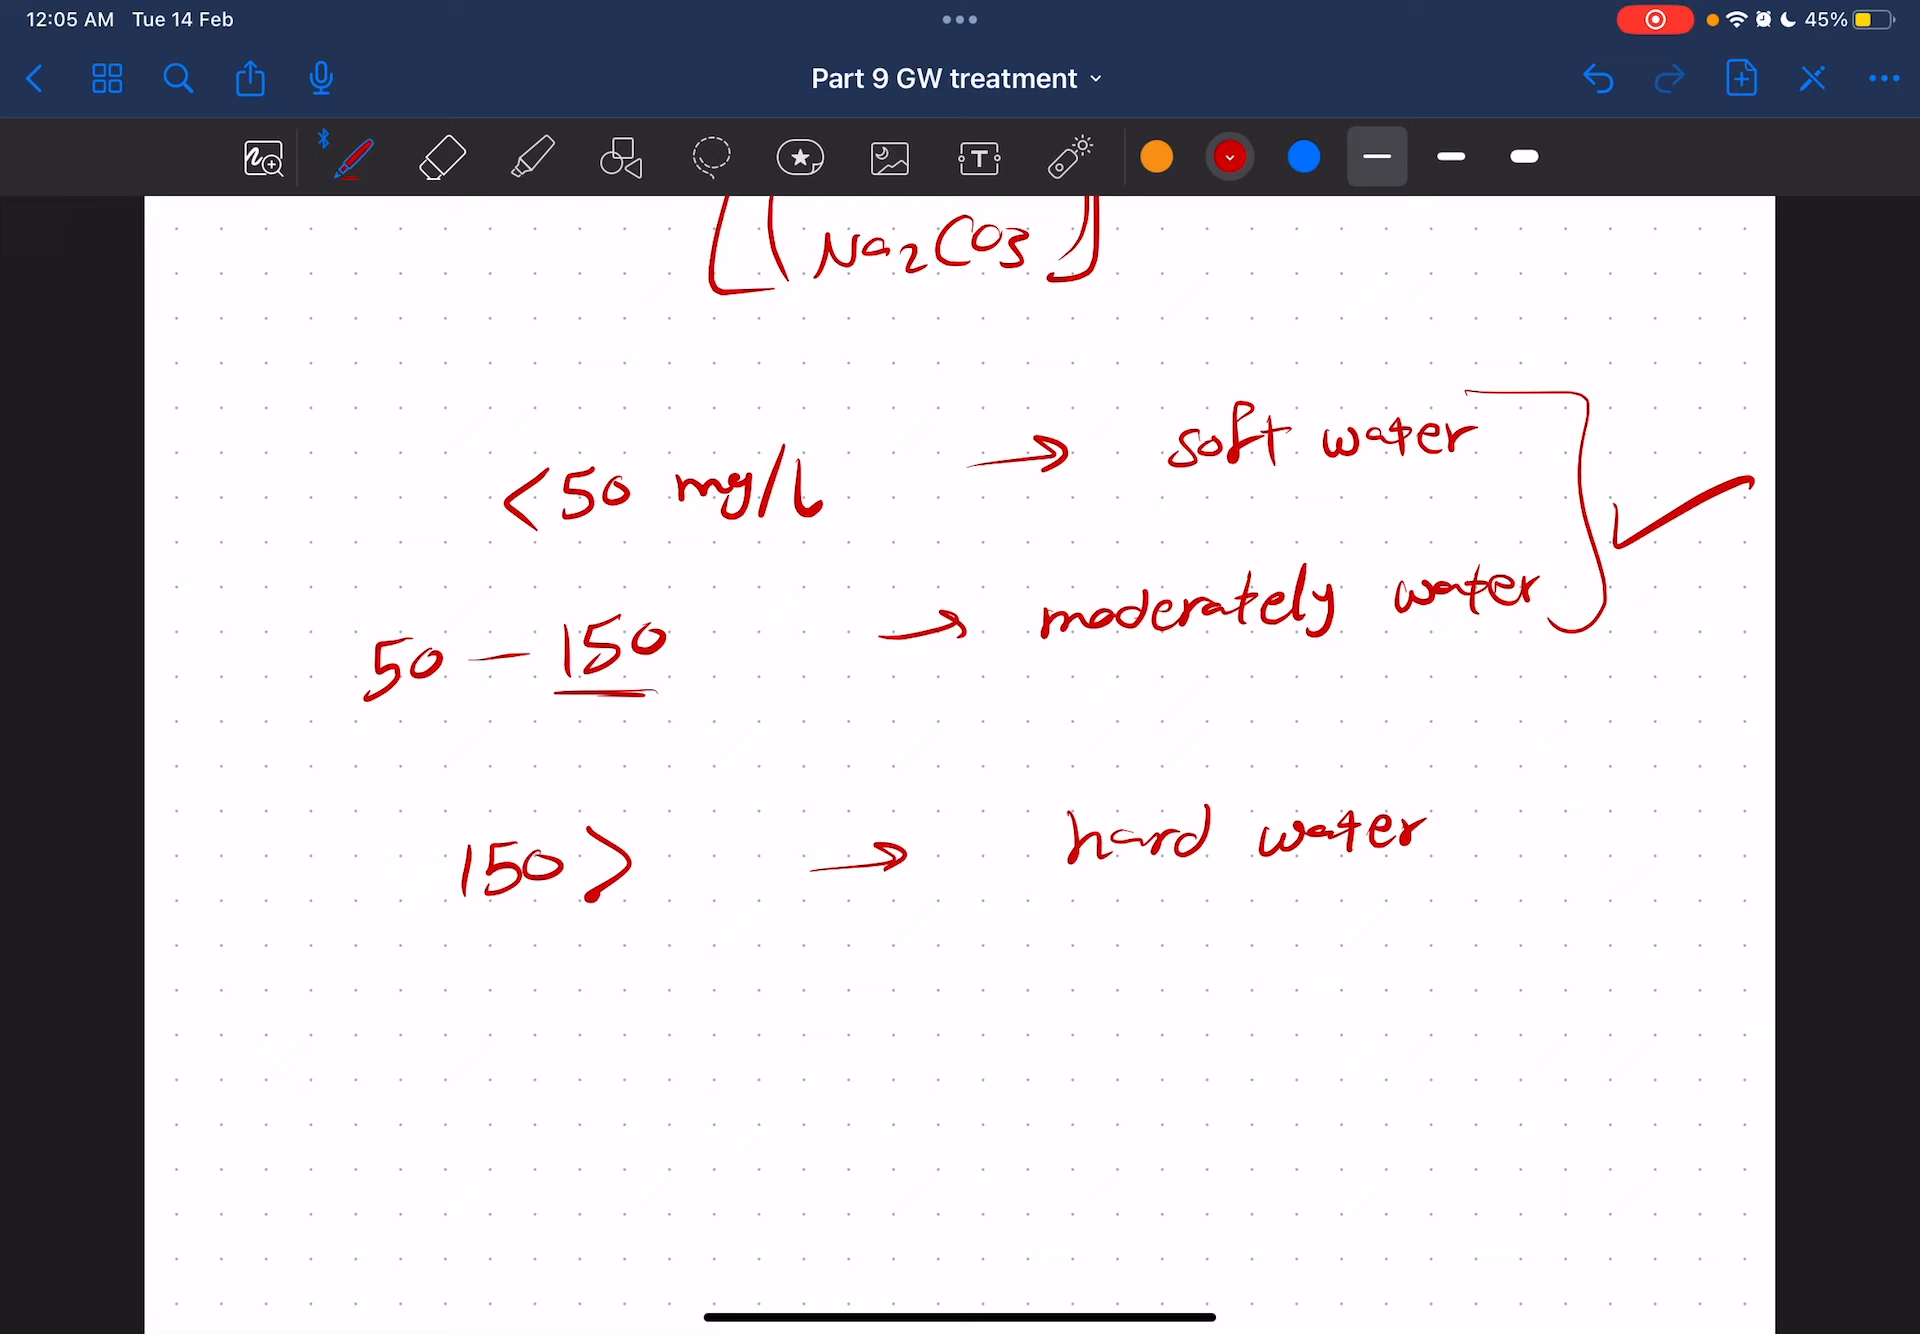 12:05 AM Tue 14 Feb 45%
Part 9 GW treatment
T
[(Na2CO3)]
<50 mg/L → soft water
50 – 150 → moderately water
150> → hard water